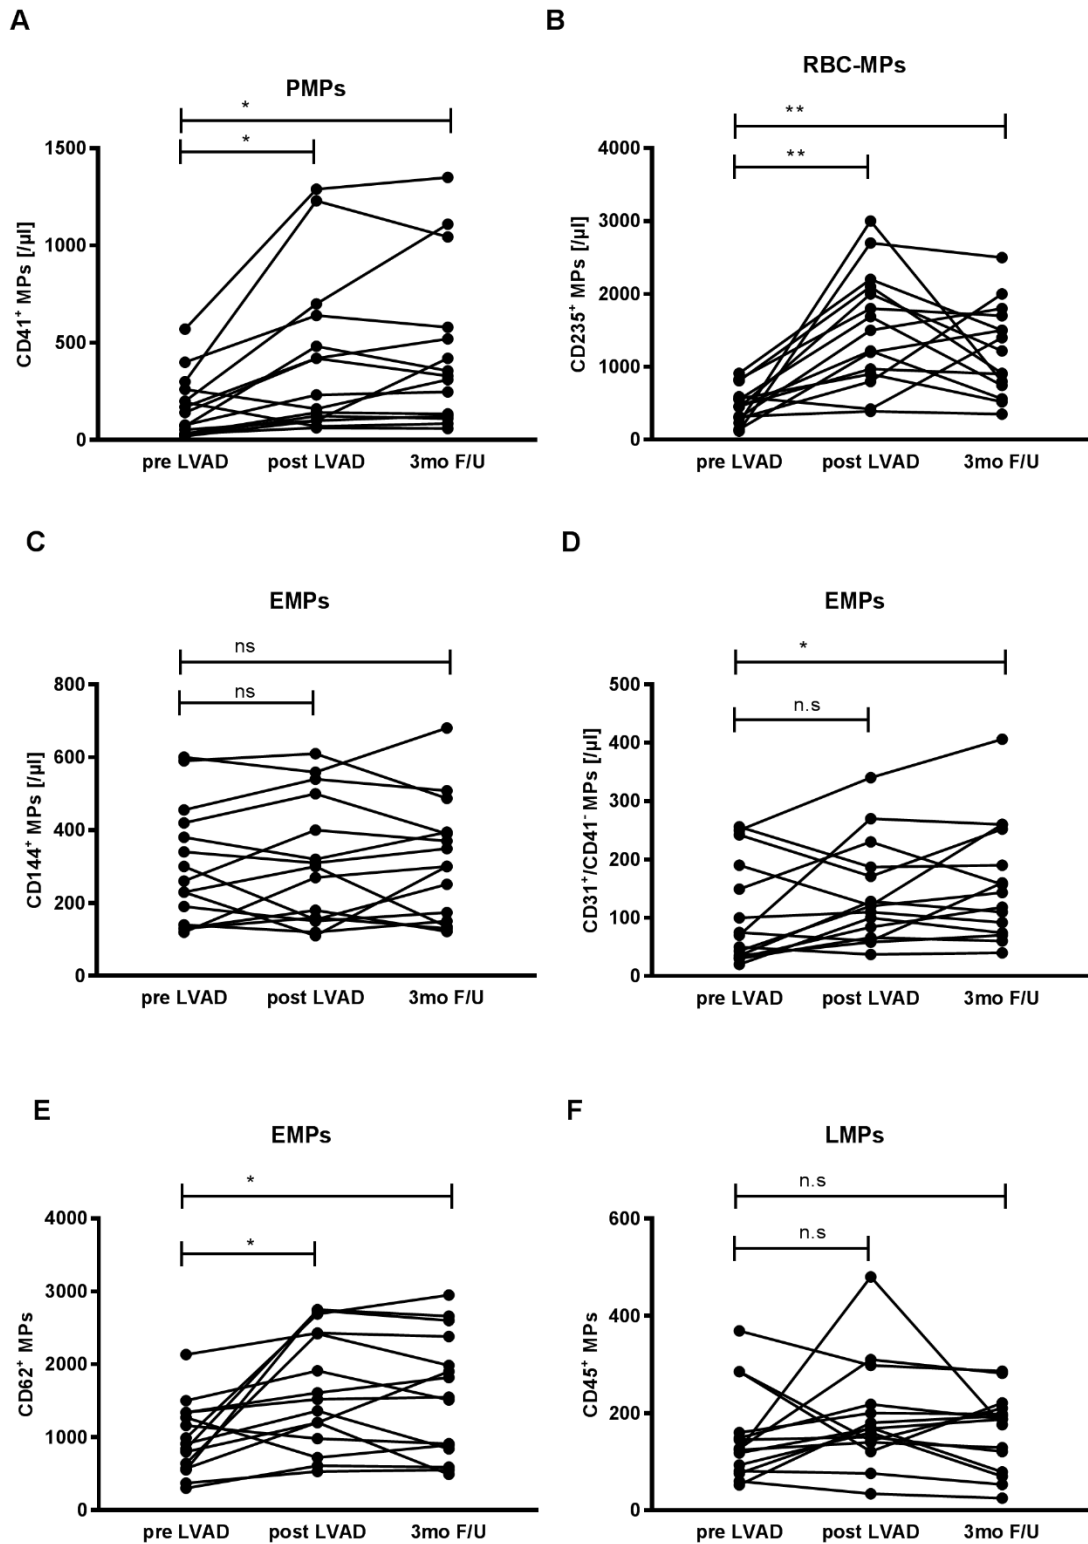 A
B
PMPs
RBC-MPs
*
*
**
**
CD41⁺ MPs [/µl]
1500
1000
500
0
pre LVAD post LVAD 3mo F/U
CD235⁺ MPs [/µl]
4000
3000
2000
1000
0
pre LVAD post LVAD 3mo F/U
C
D
EMPs
EMPs
ns
ns
*
n.s
CD144⁺ MPs [/µl]
800
600
400
200
0
pre LVAD post LVAD 3mo F/U
CD31⁺/CD41⁻ MPs [/µl]
500
400
300
200
100
0
pre LVAD post LVAD 3mo F/U
E
F
EMPs
LMPs
*
*
n.s
n.s
CD62⁺ MPs
4000
3000
2000
1000
0
pre LVAD post LVAD 3mo F/U
CD45⁺ MPs
600
400
200
0
pre LVAD post LVAD 3mo F/U